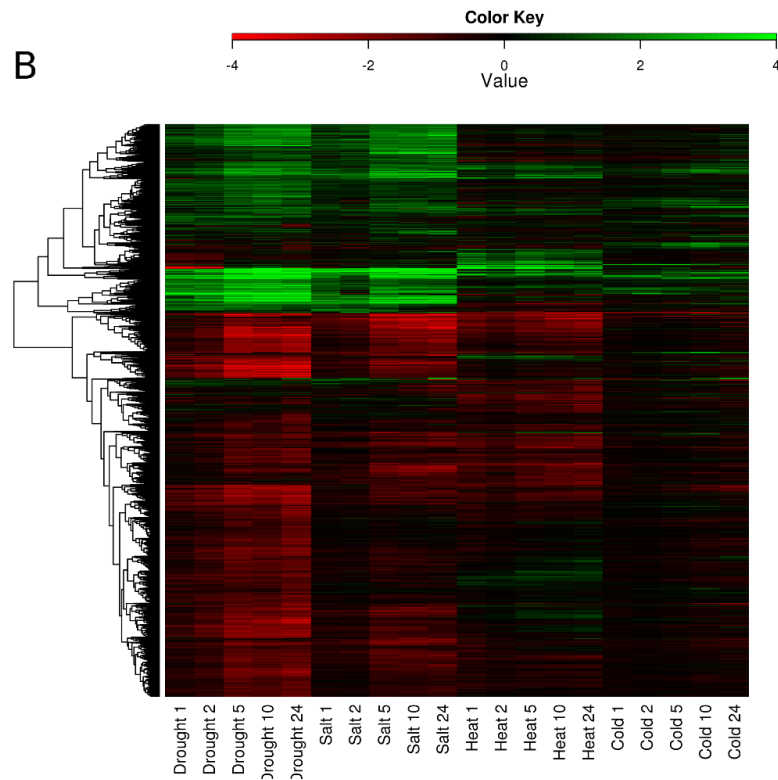 Color Key
-4 -2 0 2 4
Value
B
Drought 1
Drought 2
Drought 5
Drought 10
Drought 24
Salt 1
Salt 2
Salt 5
Salt 10
Salt 24
Heat 1
Heat 2
Heat 5
Heat 10
Heat 24
Cold 1
Cold 2
Cold 5
Cold 10
Cold 24